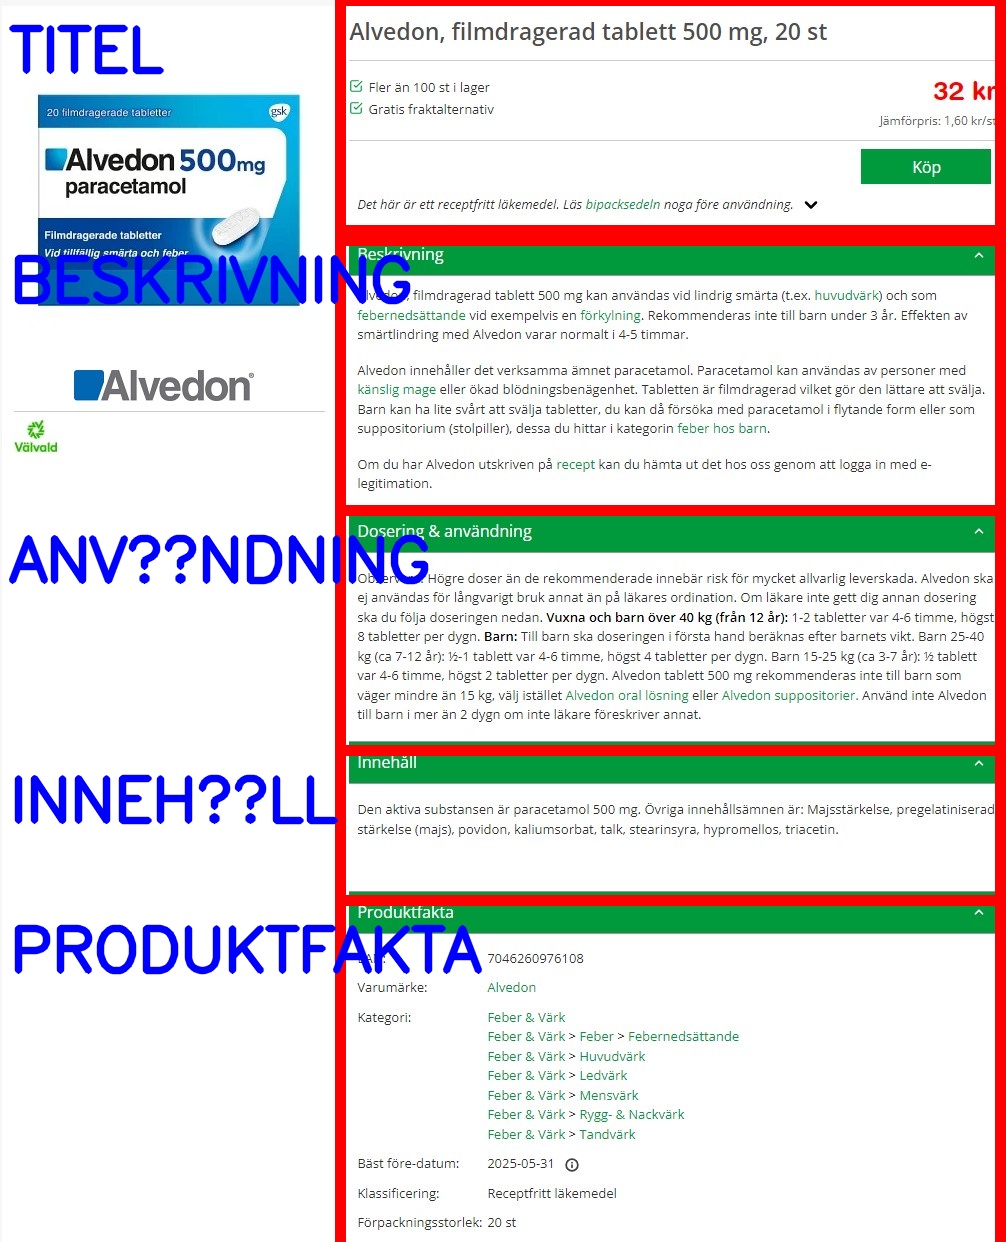 TITEL
20 filmdragerade tabletter
gsk
Alvedon 500mg
paracetamol
Filmdragerade tabletter
Vid tillfällig smärta och feber
Alvedon
Välvald
Alvedon, filmdragerad tablett 500 mg, 20 st
Fler än 100 st i lager
Gratis fraktalternativ
32 kr
Jämförpris: 1,60 kr/st
Köp
Det här är ett receptfritt läkemedel. Läs bipacksedeln noga före användning.
BESKRIVNING
Beskrivning
Alvedon, filmdragerad tablett 500 mg kan användas vid lindrig smärta (t.ex. huvudvärk) och som
febernedsättande vid exempelvis en förkylning. Rekommenderas inte till barn under 3 år. Effekten av
smärtlindring med Alvedon varar normalt i 4-5 timmar.
Alvedon innehåller det verksamma ämnet paracetamol. Paracetamol kan användas av personer med
känslig mage eller ökad blödningsbenägenhet. Tabletten är filmdragerad vilket gör den lättare att svälja.
Barn kan ha lite svårt att svälja tabletter, du kan då försöka med paracetamol i flytande form eller som
suppositorium (stolpiller), dessa du hittar i kategorin feber hos barn.
Om du har Alvedon utskriven på recept kan du hämta ut det hos oss genom att logga in med e-
legitimation.
ANV??NDNING
Dosering & användning
Observera! Högre doser än de rekommenderade innebär risk för mycket allvarlig leverskada. Alvedon ska
ej användas för långvarigt bruk annat än på läkares ordination. Om läkare inte gett dig annan dosering
ska du följa doseringen nedan. Vuxna och barn över 40 kg (från 12 år): 1-2 tabletter var 4-6 timme, högst
8 tabletter per dygn. Barn: Till barn ska doseringen i första hand beräknas efter barnets vikt. Barn 25-40
kg (ca 7-12 år): ½-1 tablett var 4-6 timme, högst 4 tabletter per dygn. Barn 15-25 kg (ca 3-7 år): ½ tablett
var 4-6 timme, högst 2 tabletter per dygn. Alvedon tablett 500 mg rekommenderas inte till barn som
väger mindre än 15 kg, välj istället Alvedon oral lösning eller Alvedon suppositorier. Använd inte Alvedon
till barn i mer än 2 dygn om inte läkare föreskriver annat.
INNEH??LL
Innehåll
Den aktiva substansen är paracetamol 500 mg. Övriga innehållsämnen är: Majsstärkelse, pregelatiniserad
stärkelse (majs), povidon, kaliumsorbat, talk, stearinsyra, hypromellos, triacetin.
PRODUKTFAKTA
Produktfakta
EAN: 7046260976108
Varumärke: Alvedon
Kategori: Feber & Värk
Feber & Värk > Feber > Febernedsättande
Feber & Värk > Huvudvärk
Feber & Värk > Ledvärk
Feber & Värk > Mensvärk
Feber & Värk > Rygg- & Nackvärk
Feber & Värk > Tandvärk
Bäst före-datum: 2025-05-31
Klassificering: Receptfritt läkemedel
Förpackningsstorlek: 20 st